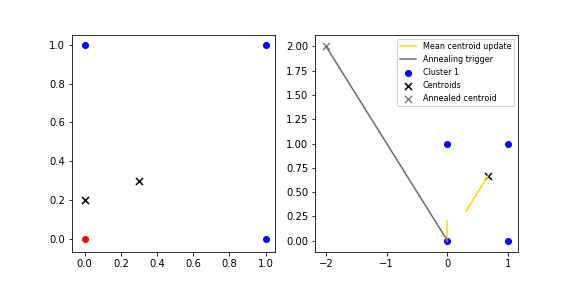 1.0
0.8
0.6
0.4
0.2
0.0
0.0 0.2 0.4 0.6 0.8 1.0
2.00
1.75
1.50
1.25
1.00
0.75
0.50
0.25
0.00
−2 −1 0 1
Mean centroid update
Annealing trigger
Cluster 1
Centroids
Annealed centroid